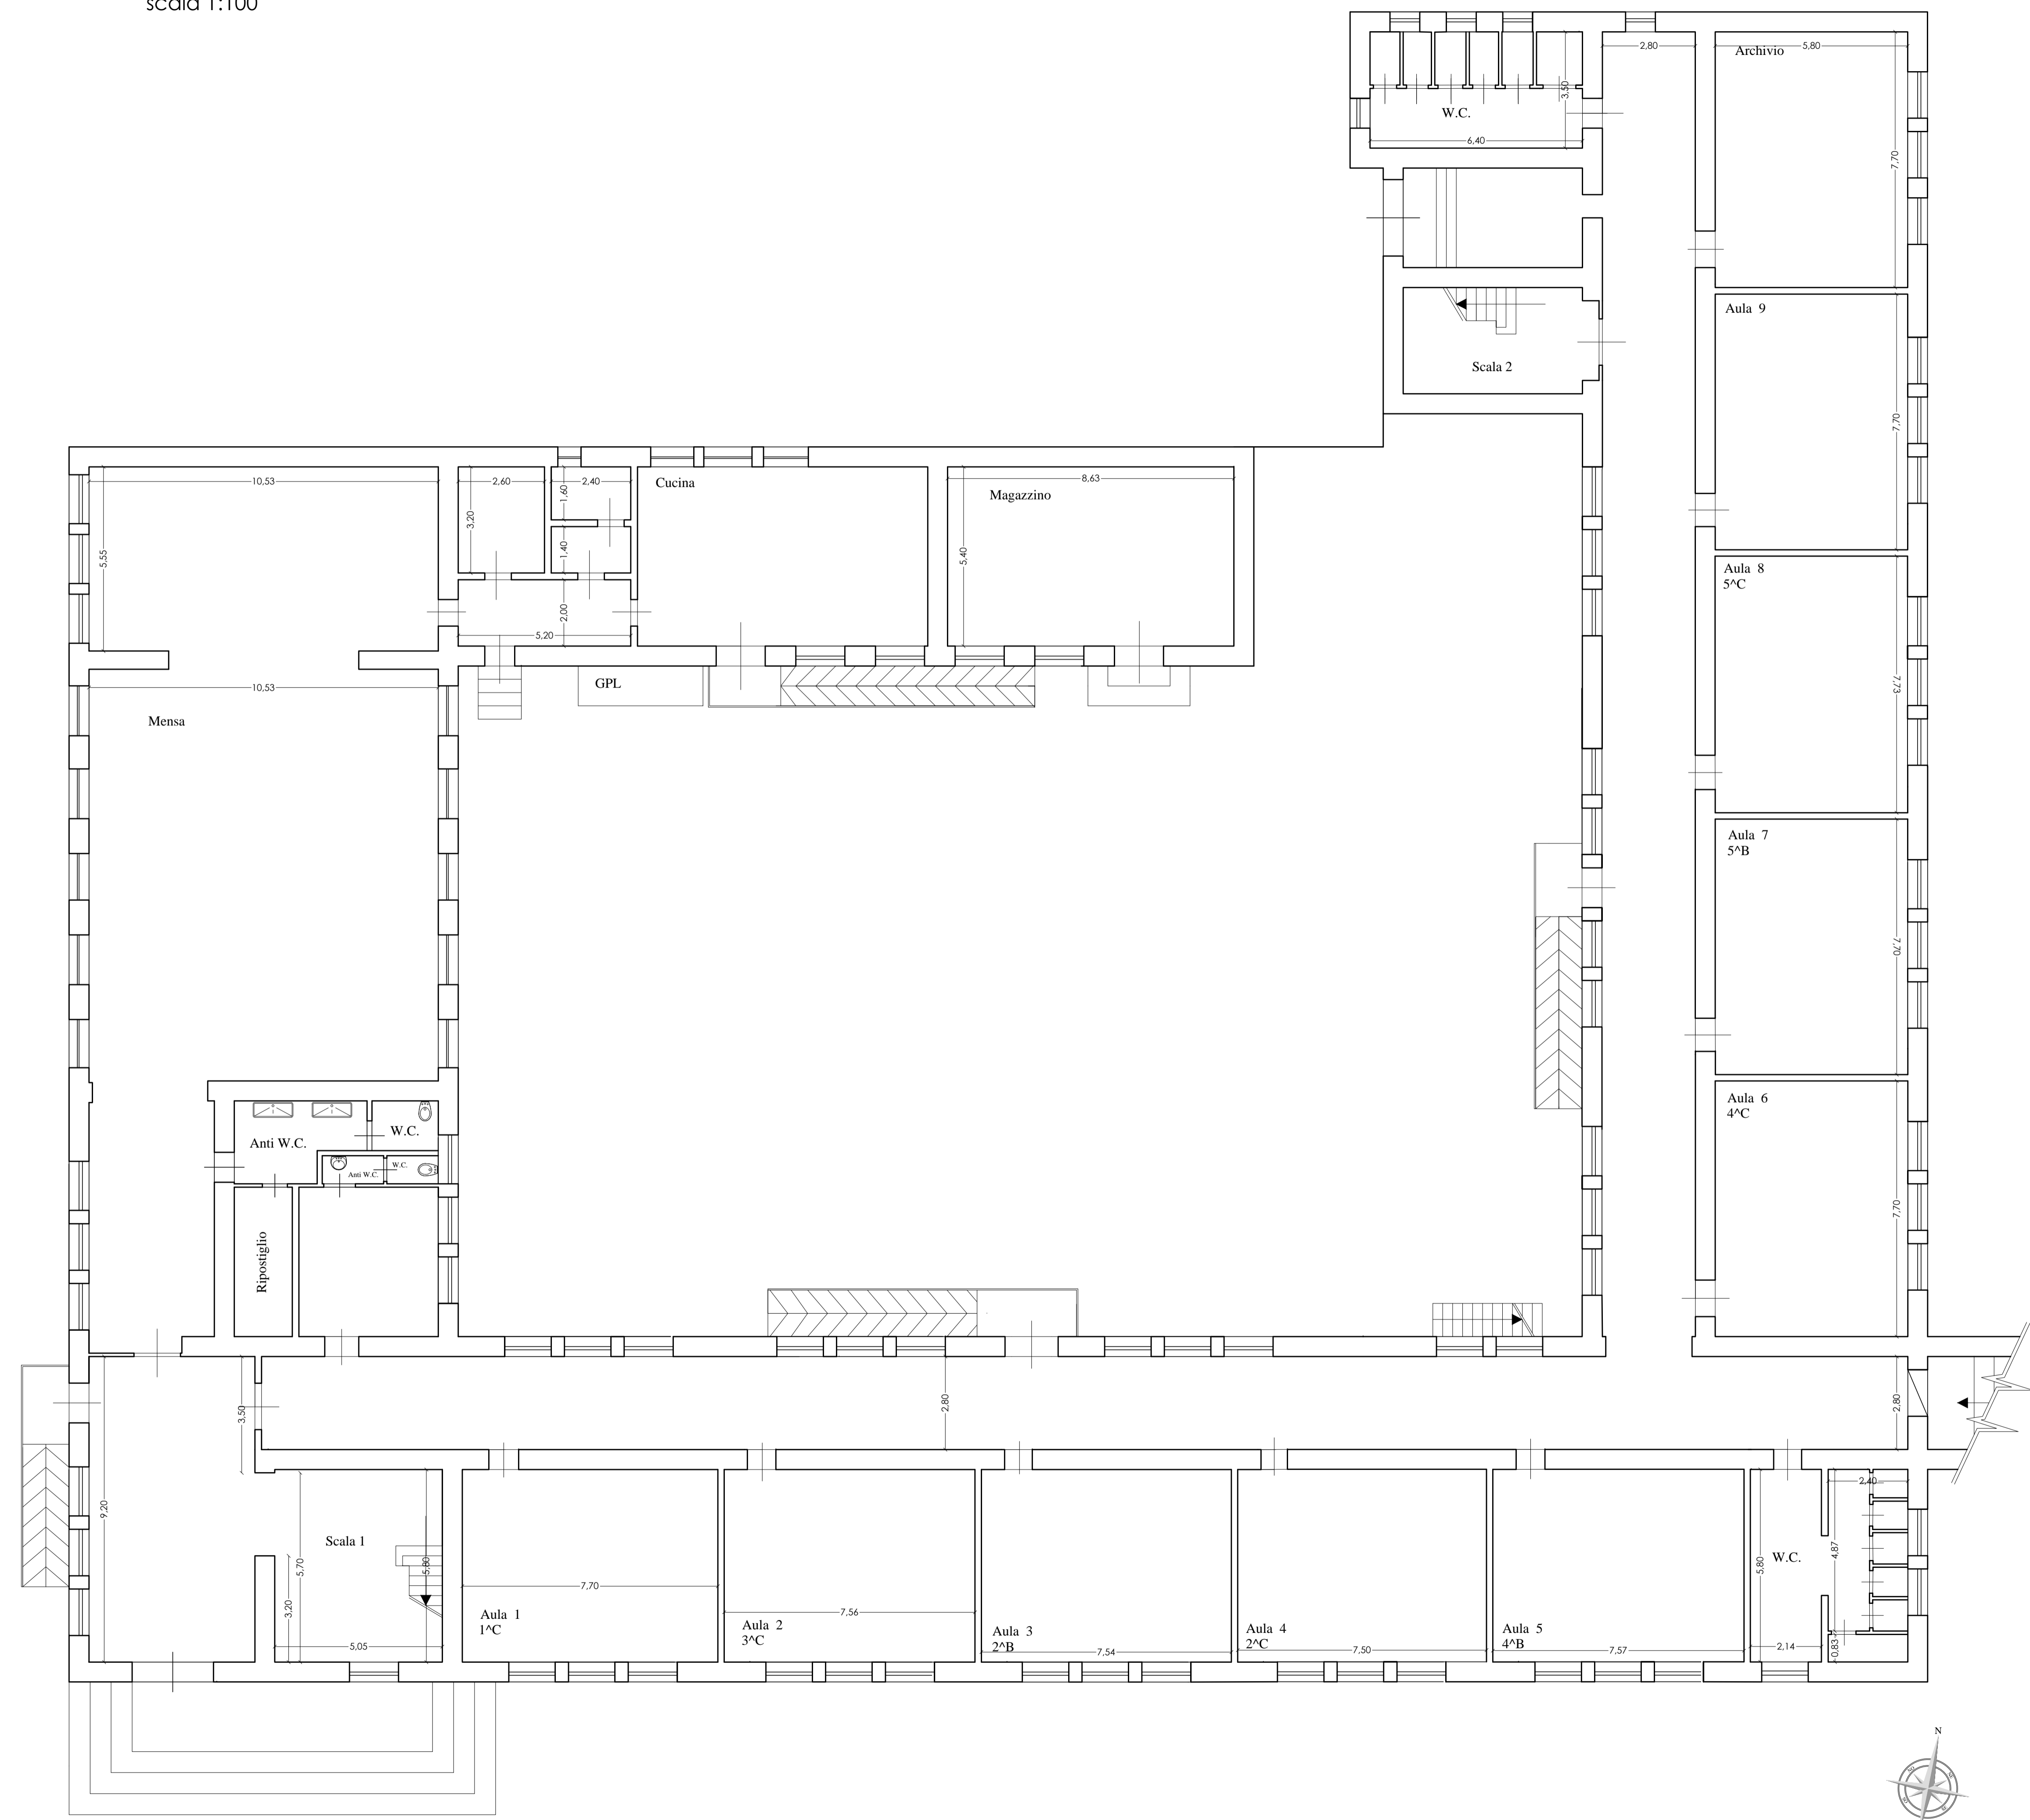 scala 1:100
2,80
Archivio
5,80
3,50
W.C.
6,40
7,70
Aula 9
Scala 2
7,70
10,53
2,60
1,60
2,40
Cucina
8,63
Magazzino
3,20
5,55
1,40
5,40
Aula 8
5^C
2,00
5,20
10,53
GPL
7,73
Mensa
Aula 7
5^B
7,70
Aula 6
4^C
Anti W.C.
W.C.
Anti W.C.
W.C.
7,70
Ripostiglio
3,50
2,80
2,80
9,20
Scala 1
5,70
5,80
3,20
5,05
7,70
Aula 1
1^C
7,56
Aula 2
3^C
Aula 3
2^B
7,54
Aula 4
2^C
7,50
Aula 5
4^B
7,57
5,80
W.C.
2,40
4,87
2,14
0,83
N